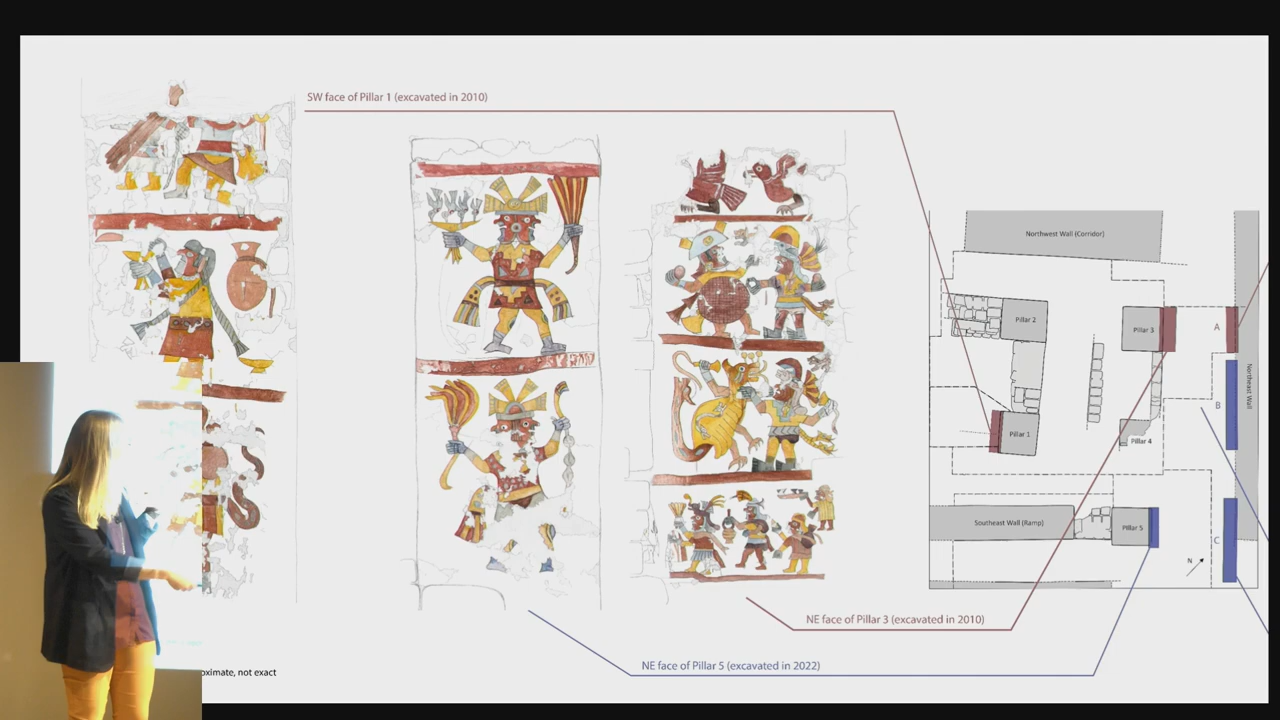 SW face of Pillar 1 (excavated in 2010)
Northwest Wall (Corridor)
Pillar 2
Pillar 3
A
Northeast Wall
B
Pillar 1
Pillar 4
Southeast Wall (Ramp)
Pillar 5
C
N
NE face of Pillar 3 (excavated in 2010)
NE face of Pillar 5 (excavated in 2022)
not exact